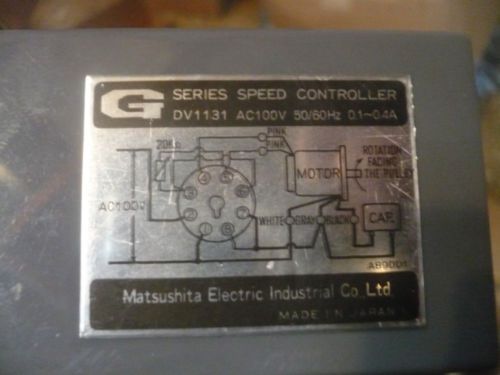 G SERIES SPEED CONTROLLER
DV1131 AC100V 50/60Hz 0.1~0.4A
PINK
20KΩ
PINK
ROTATION
FACING
THE PULLEY
MOTOR
AC100V
WHITE GRAY BLACK CAP.
A89001
Matsushita Electric Industrial Co., Ltd.
MADE IN JAPAN